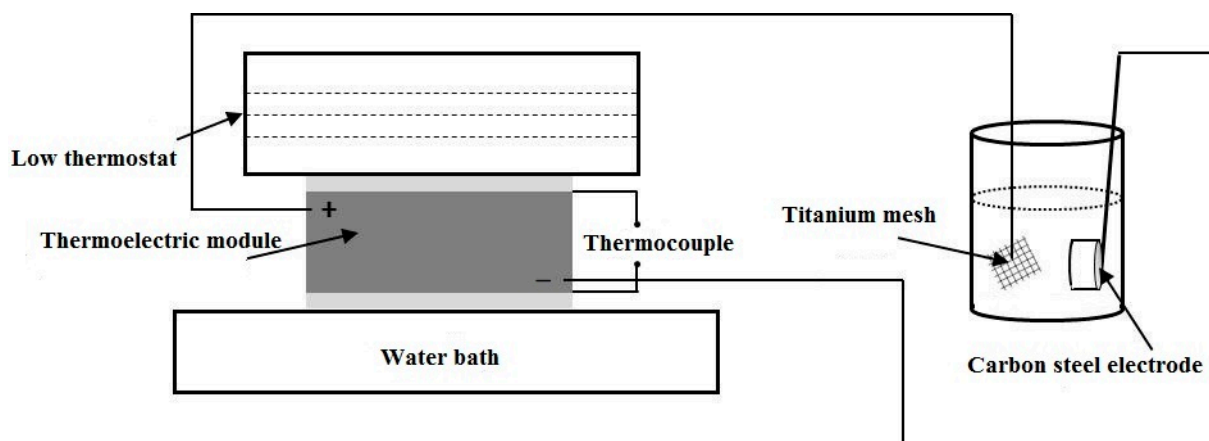 Low thermostat
+
Thermoelectric module
Thermocouple
–
Water bath
Titanium mesh
Carbon steel electrode